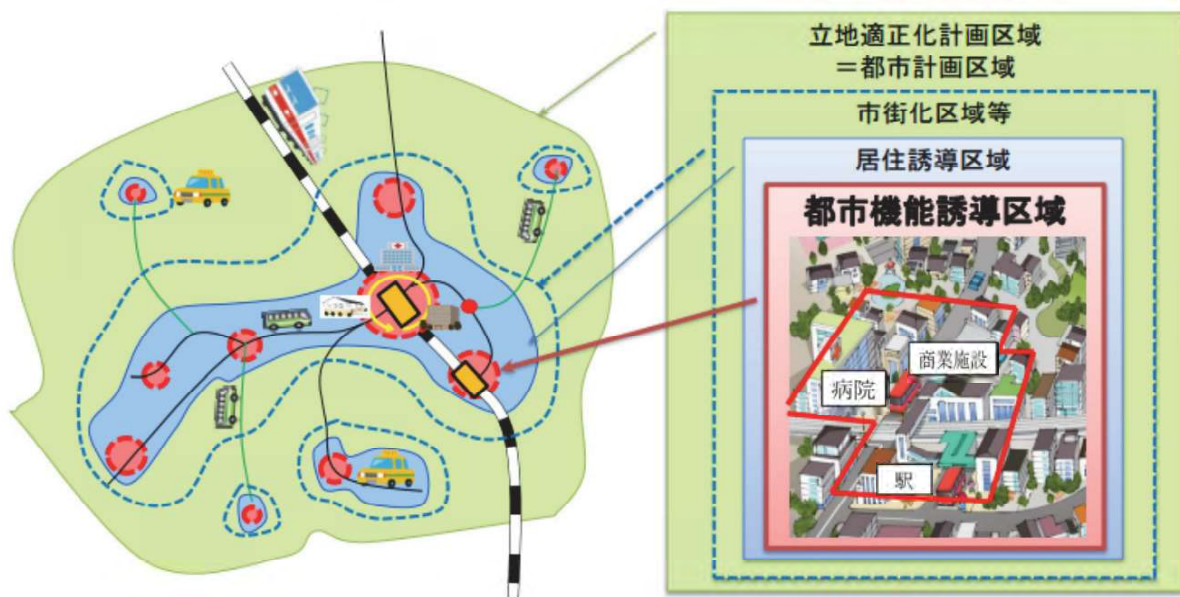 立地適正化計画区域
＝都市計画区域
市街化区域等
居住誘導区域
都市機能誘導区域
商業施設
病院
駅